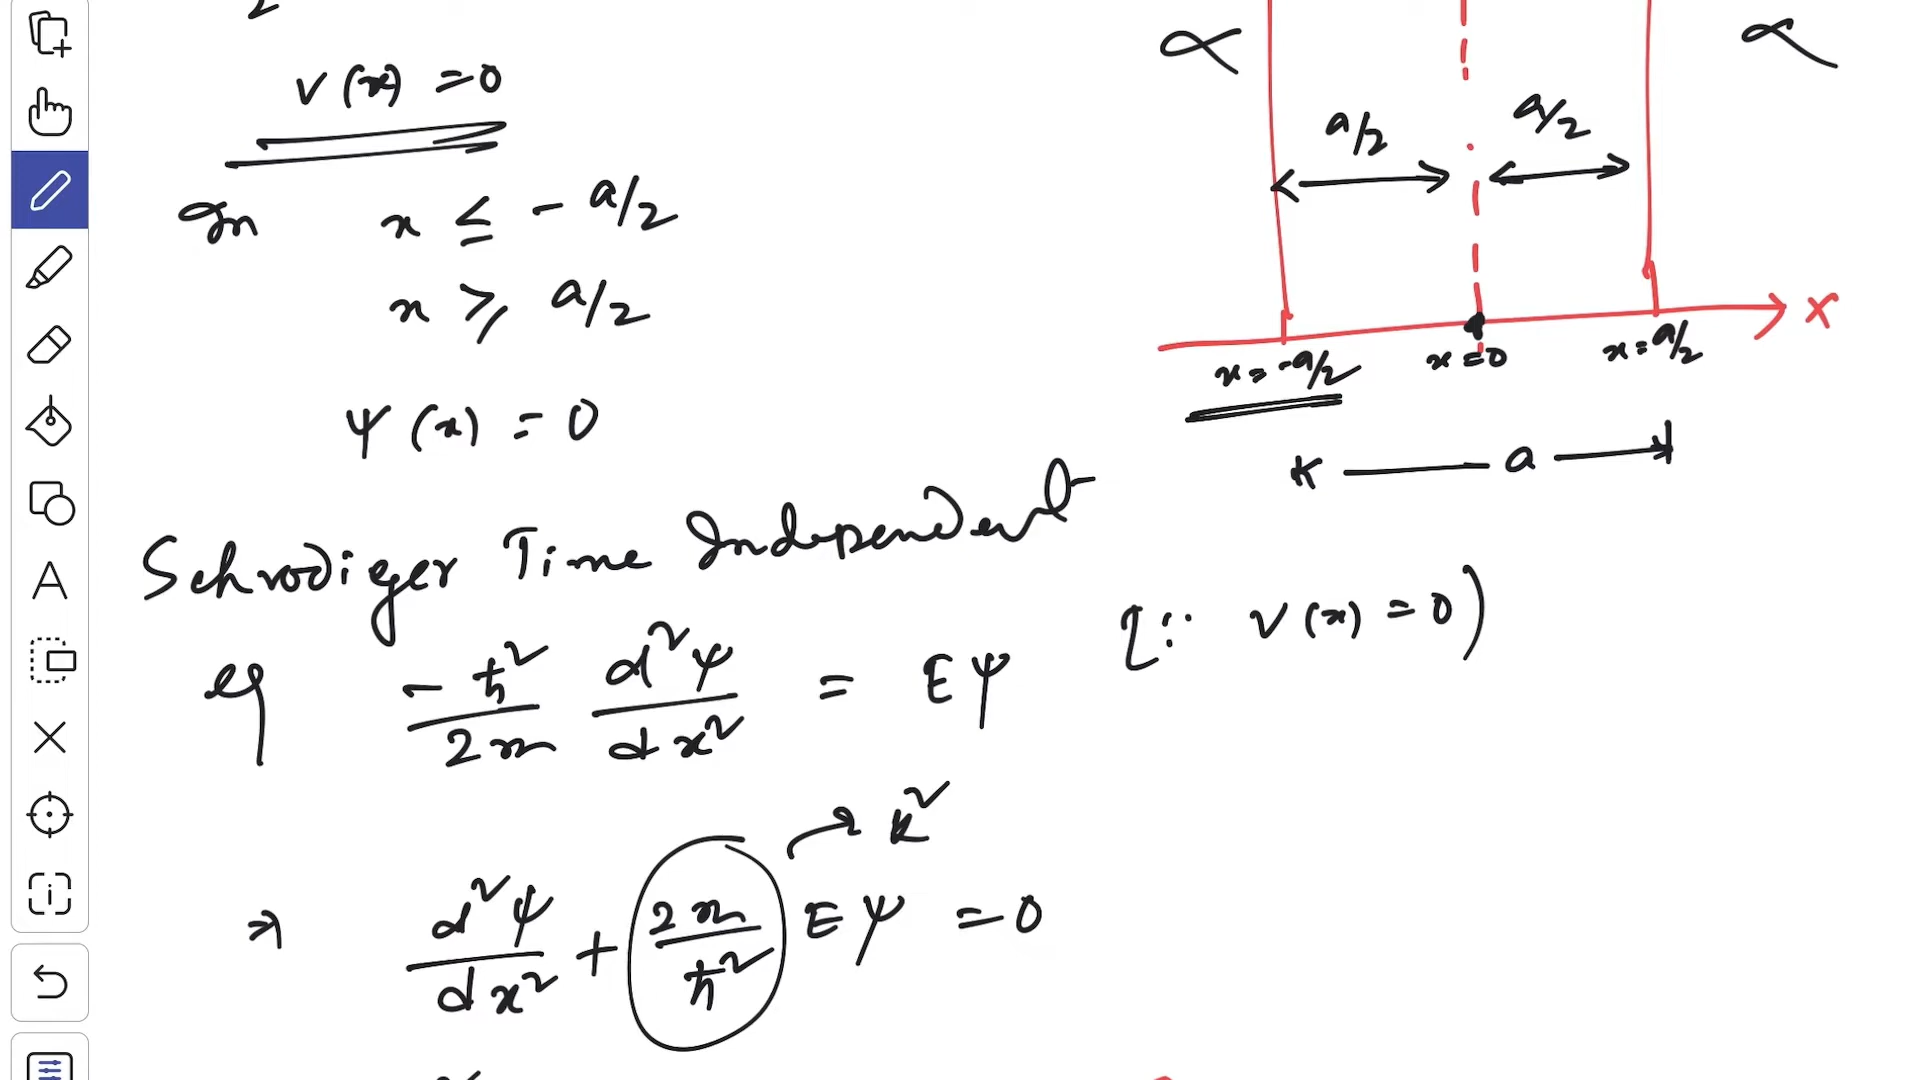 V(x) = 0
In x ≤ - a/2
x ≥ a/2
ψ(x) = 0
∝ ∝
a/2 a/2
x = -a/2 x = 0 x = a/2 X
a
Schrodiger Time Independent
eq -ħ²/2m d²ψ/dx² = Eψ [∵ V(x) = 0)
k²
⇒ d²ψ/dx² + 2m/ħ² Eψ = 0
A